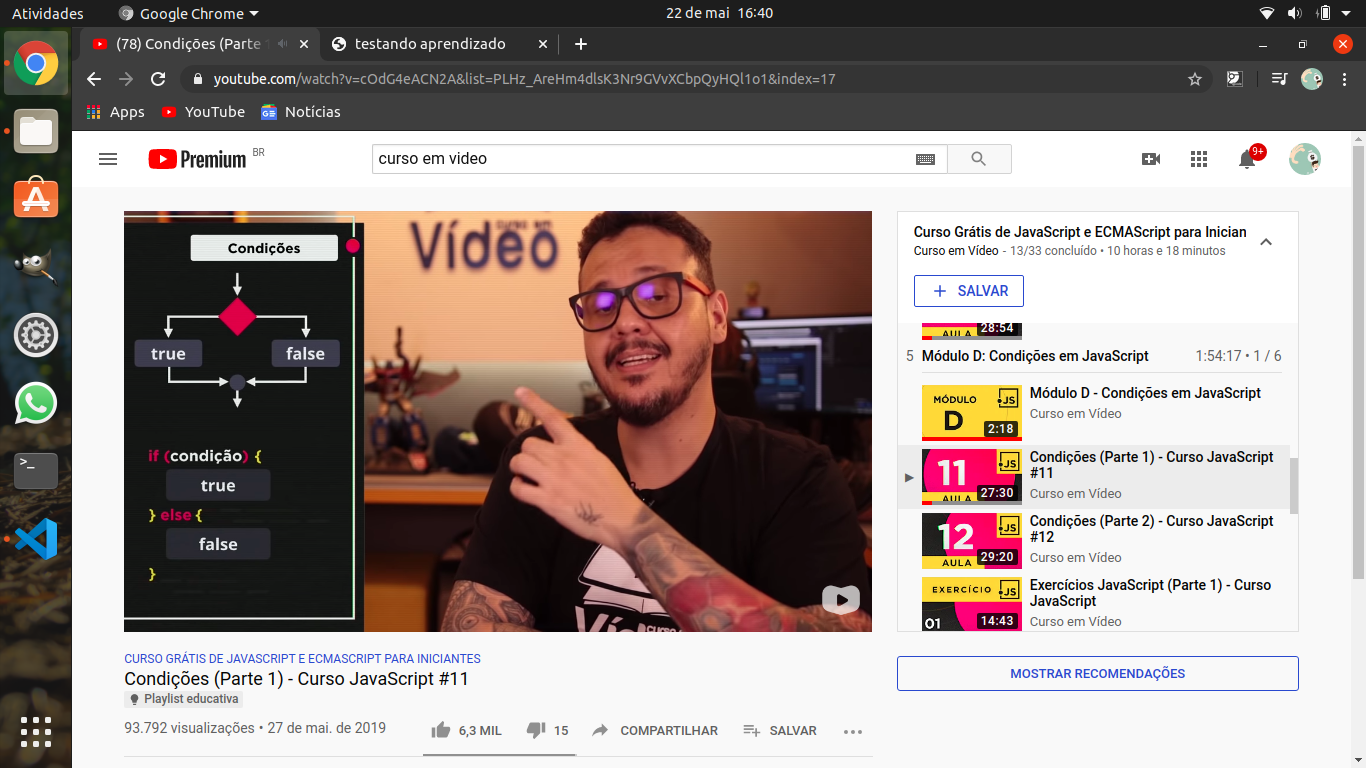 Atividades
Google Chrome
22 de mai 16:40
(78) Condições (Parte 1
testando aprendizado
youtube.com/watch?v=cOdG4eACN2A&list=PLHz_AreHm4dlsK3Nr9GVvXCbpQyHQl1o1&index=17
Apps
YouTube
Notícias
Premium BR
curso em video
9+
Condições
true
false
if (condição) {
true
} else {
false
}
curso em
Vídeo
CURSO GRÁTIS DE JAVASCRIPT E ECMASCRIPT PARA INICIANTES
Condições (Parte 1) - Curso JavaScript #11
Playlist educativa
93.792 visualizações • 27 de mai. de 2019
6,3 MIL
15
COMPARTILHAR
SALVAR
Curso Grátis de JavaScript e ECMAScript para Inician
Curso em Vídeo - 13/33 concluído • 10 horas e 18 minutos
SALVAR
AULA
28:54
5 Módulo D: Condições em JavaScript 1:54:17 • 1 / 6
MÓDULO
D
JS
2:18
Módulo D - Condições em JavaScript
Curso em Vídeo
11
JS
AULA
27:30
Condições (Parte 1) - Curso JavaScript
#11
Curso em Vídeo
12
JS
AULA
29:20
Condições (Parte 2) - Curso JavaScript
#12
Curso em Vídeo
EXERCÍCIO
JS
01
14:43
Exercícios JavaScript (Parte 1) - Curso
JavaScript
Curso em Vídeo
MOSTRAR RECOMENDAÇÕES